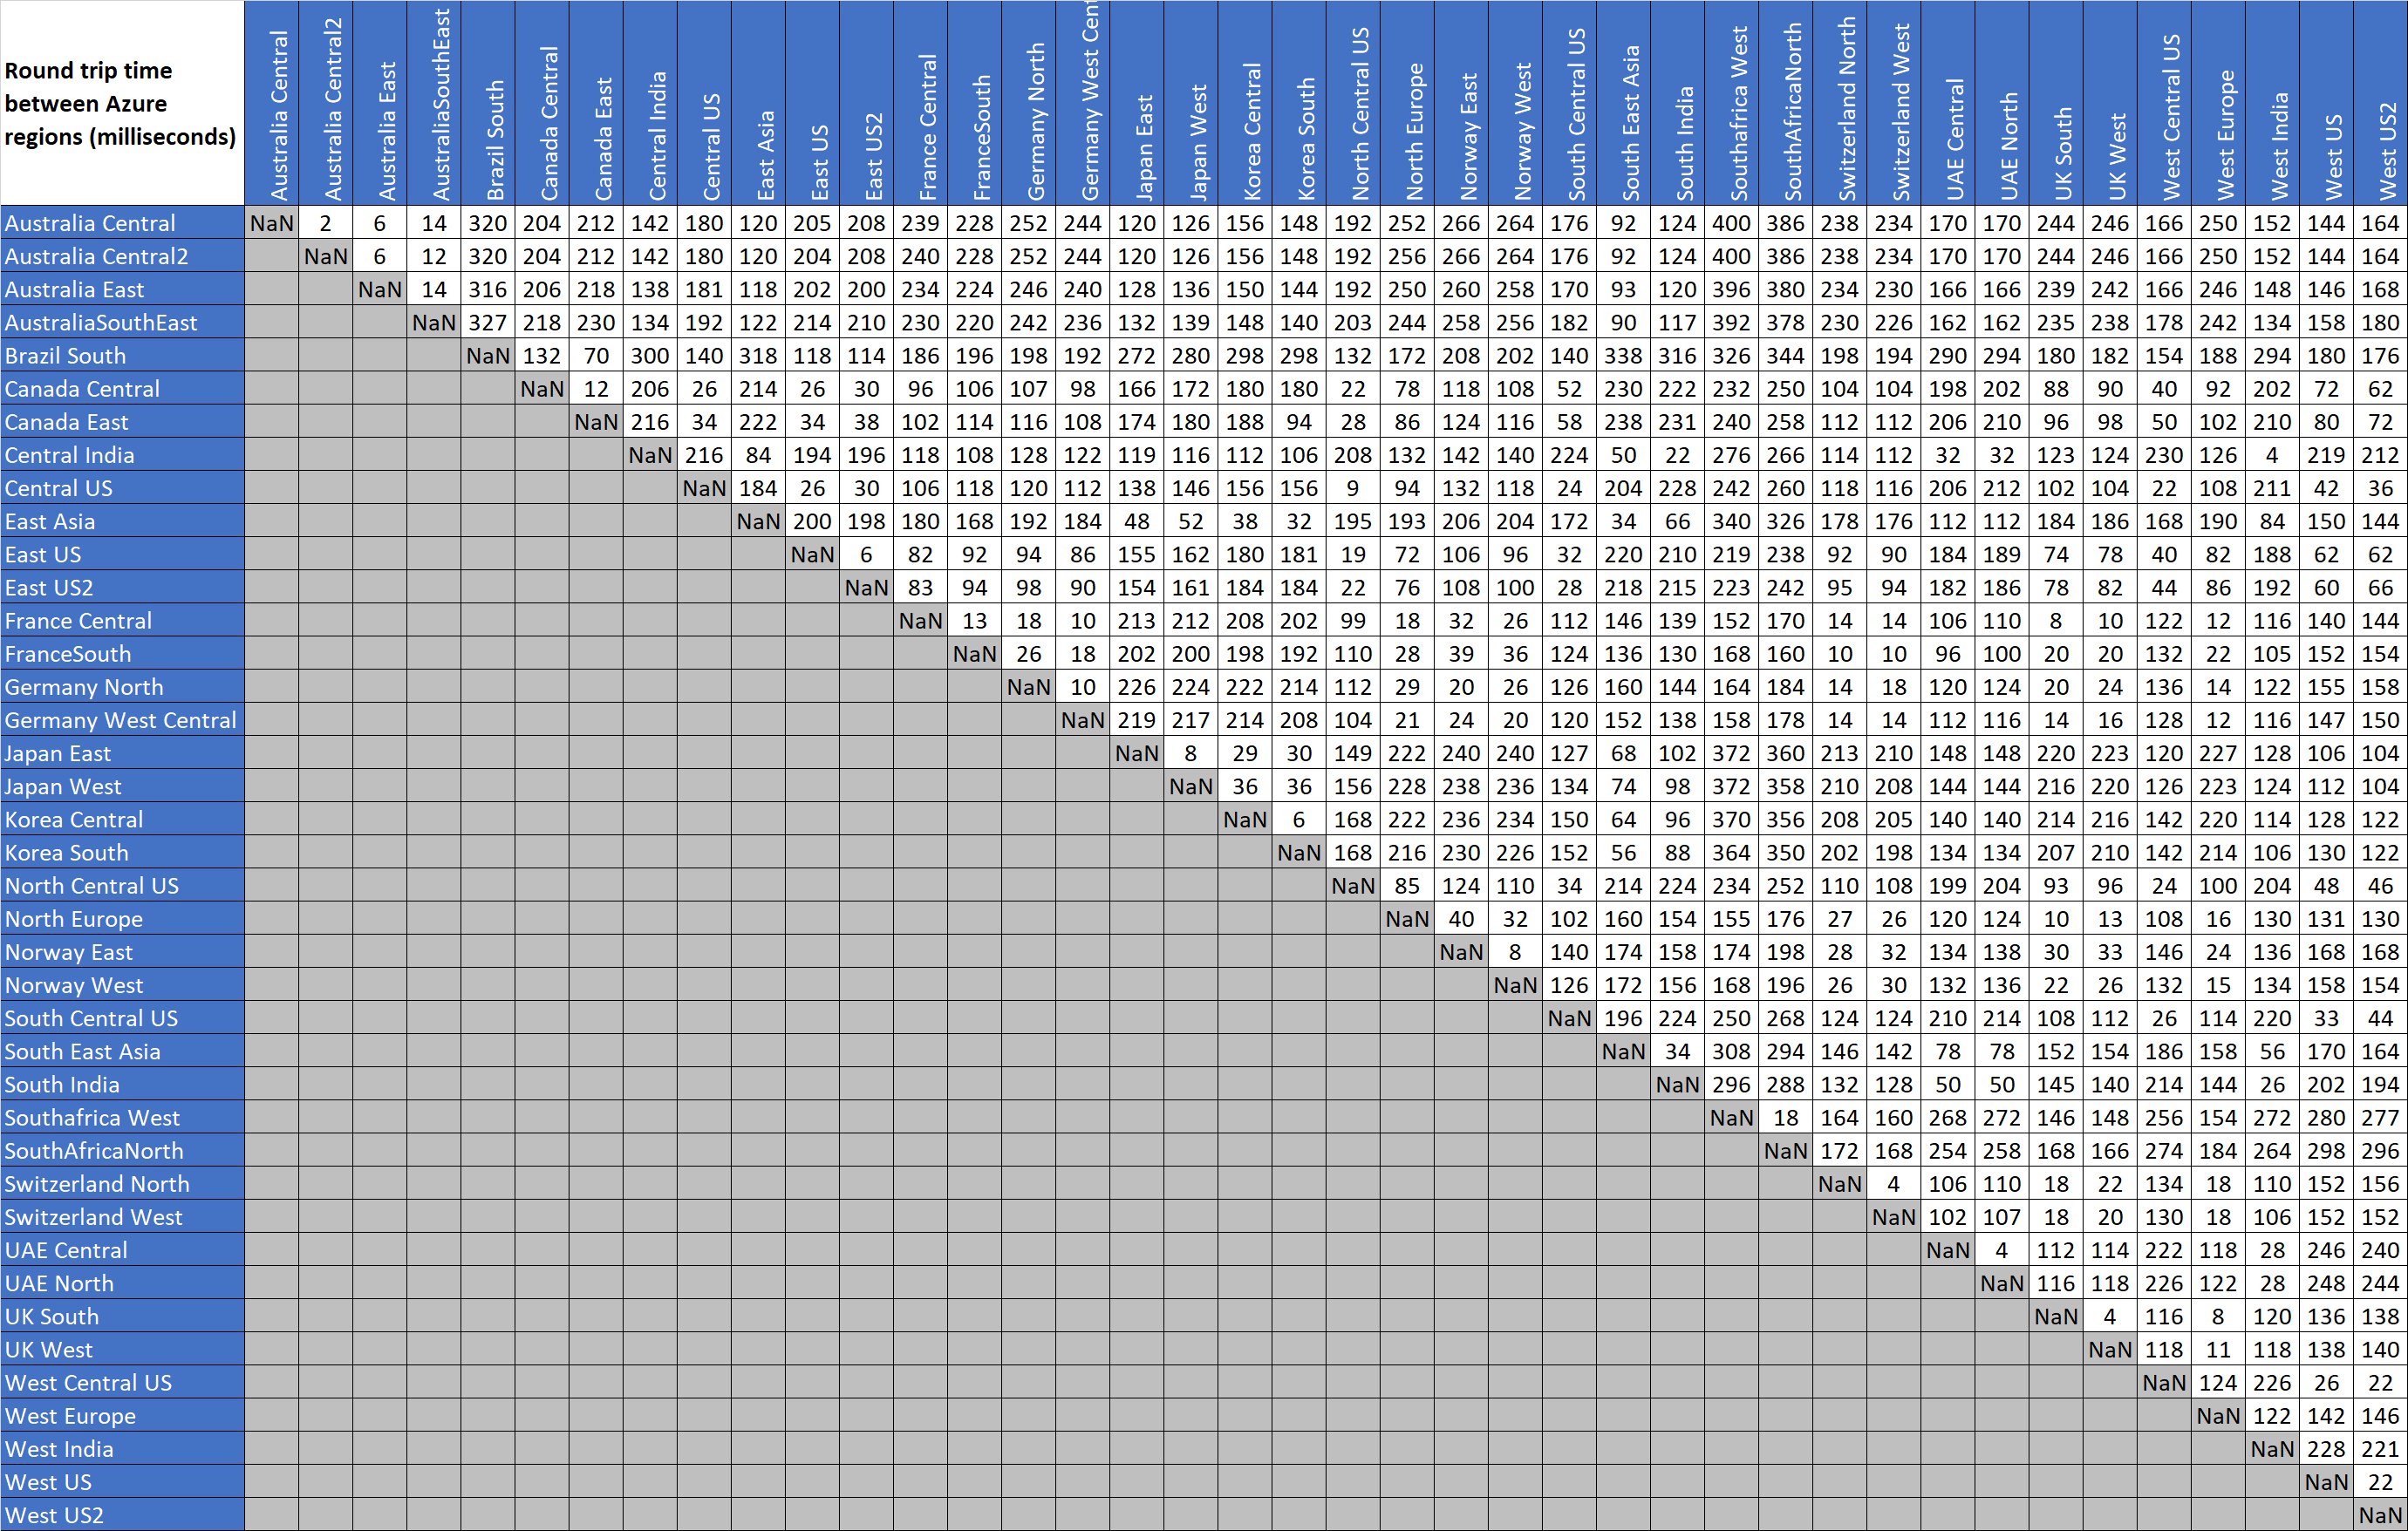 Round trip time
between Azure
regions (milliseconds)
Australia Central
Australia Central2
Australia East
AustraliaSouthEast
Brazil South
Canada Central
Canada East
Central India
Central US
East Asia
East US
East US2
France Central
FranceSouth
Germany North
Germany West Cent
Japan East
Japan West
Korea Central
Korea South
North Central US
North Europe
Norway East
Norway West
South Central US
South East Asia
South India
Southafrica West
SouthAfricaNorth
Switzerland North
Switzerland West
UAE Central
UAE North
UK South
UK West
West Central US
West Europe
West India
West US
West US2
Australia Central NaN 2 6 14 320 204 212 142 180 120 205 208 239 228 252 244 120 126 156 148 192 252 266 264 176 92 124 400 386 238 234 170 170 244 246 166 250 152 144 164
Australia Central2 NaN 6 12 320 204 212 142 180 120 204 208 240 228 252 244 120 126 156 148 192 256 266 264 176 92 124 400 386 238 234 170 170 244 246 166 250 152 144 164
Australia East NaN 14 316 206 218 138 181 118 202 200 234 224 246 240 128 136 150 144 192 250 260 258 170 93 120 396 380 234 230 166 166 239 242 166 246 148 146 168
AustraliaSouthEast NaN 327 218 230 134 192 122 214 210 230 220 242 236 132 139 148 140 203 244 258 256 182 90 117 392 378 230 226 162 162 235 238 178 242 134 158 180
Brazil South NaN 132 70 300 140 318 118 114 186 196 198 192 272 280 298 298 132 172 208 202 140 338 316 326 344 198 194 290 294 180 182 154 188 294 180 176
Canada Central NaN 12 206 26 214 26 30 96 106 107 98 166 172 180 180 22 78 118 108 52 230 222 232 250 104 104 198 202 88 90 40 92 202 72 62
Canada East NaN 216 34 222 34 38 102 114 116 108 174 180 188 94 28 86 124 116 58 238 231 240 258 112 112 206 210 96 98 50 102 210 80 72
Central India NaN 216 84 194 196 118 108 128 122 119 116 112 106 208 132 142 140 224 50 22 276 266 114 112 32 32 123 124 230 126 4 219 212
Central US NaN 184 26 30 106 118 120 112 138 146 156 156 9 94 132 118 24 204 228 242 260 118 116 206 212 102 104 22 108 211 42 36
East Asia NaN 200 198 180 168 192 184 48 52 38 32 195 193 206 204 172 34 66 340 326 178 176 112 112 184 186 168 190 84 150 144
East US NaN 6 82 92 94 86 155 162 180 181 19 72 106 96 32 220 210 219 238 92 90 184 189 74 78 40 82 188 62 62
East US2 NaN 83 94 98 90 154 161 184 184 22 76 108 100 28 218 215 223 242 95 94 182 186 78 82 44 86 192 60 66
France Central NaN 13 18 10 213 212 208 202 99 18 32 26 112 146 139 152 170 14 14 106 110 8 10 122 12 116 140 144
FranceSouth NaN 26 18 202 200 198 192 110 28 39 36 124 136 130 168 160 10 10 96 100 20 20 132 22 105 152 154
Germany North NaN 10 226 224 222 214 112 29 20 26 126 160 144 164 184 14 18 120 124 20 24 136 14 122 155 158
Germany West Central NaN 219 217 214 208 104 21 24 20 120 152 138 158 178 14 14 112 116 14 16 128 12 116 147 150
Japan East NaN 8 29 30 149 222 240 240 127 68 102 372 360 213 210 148 148 220 223 120 227 128 106 104
Japan West NaN 36 36 156 228 238 236 134 74 98 372 358 210 208 144 144 216 220 126 223 124 112 104
Korea Central NaN 6 168 222 236 234 150 64 96 370 356 208 205 140 140 214 216 142 220 114 128 122
Korea South NaN 168 216 230 226 152 56 88 364 350 202 198 134 134 207 210 142 214 106 130 122
North Central US NaN 85 124 110 34 214 224 234 252 110 108 199 204 93 96 24 100 204 48 46
North Europe NaN 40 32 102 160 154 155 176 27 26 120 124 10 13 108 16 130 131 130
Norway East NaN 8 140 174 158 174 198 28 32 134 138 30 33 146 24 136 168 168
Norway West NaN 126 172 156 168 196 26 30 132 136 22 26 132 15 134 158 154
South Central US NaN 196 224 250 268 124 124 210 214 108 112 26 114 220 33 44
South East Asia NaN 34 308 294 146 142 78 78 152 154 186 158 56 170 164
South India NaN 296 288 132 128 50 50 145 140 214 144 26 202 194
Southafrica West NaN 18 164 160 268 272 146 148 256 154 272 280 277
SouthAfricaNorth NaN 172 168 254 258 168 166 274 184 264 298 296
Switzerland North NaN 4 106 110 18 22 134 18 110 152 156
Switzerland West NaN 102 107 18 20 130 18 106 152 152
UAE Central NaN 4 112 114 222 118 28 246 240
UAE North NaN 116 118 226 122 28 248 244
UK South NaN 4 116 8 120 136 138
UK West NaN 118 11 118 138 140
West Central US NaN 124 226 26 22
West Europe NaN 122 142 146
West India NaN 228 221
West US NaN 22
West US2 NaN